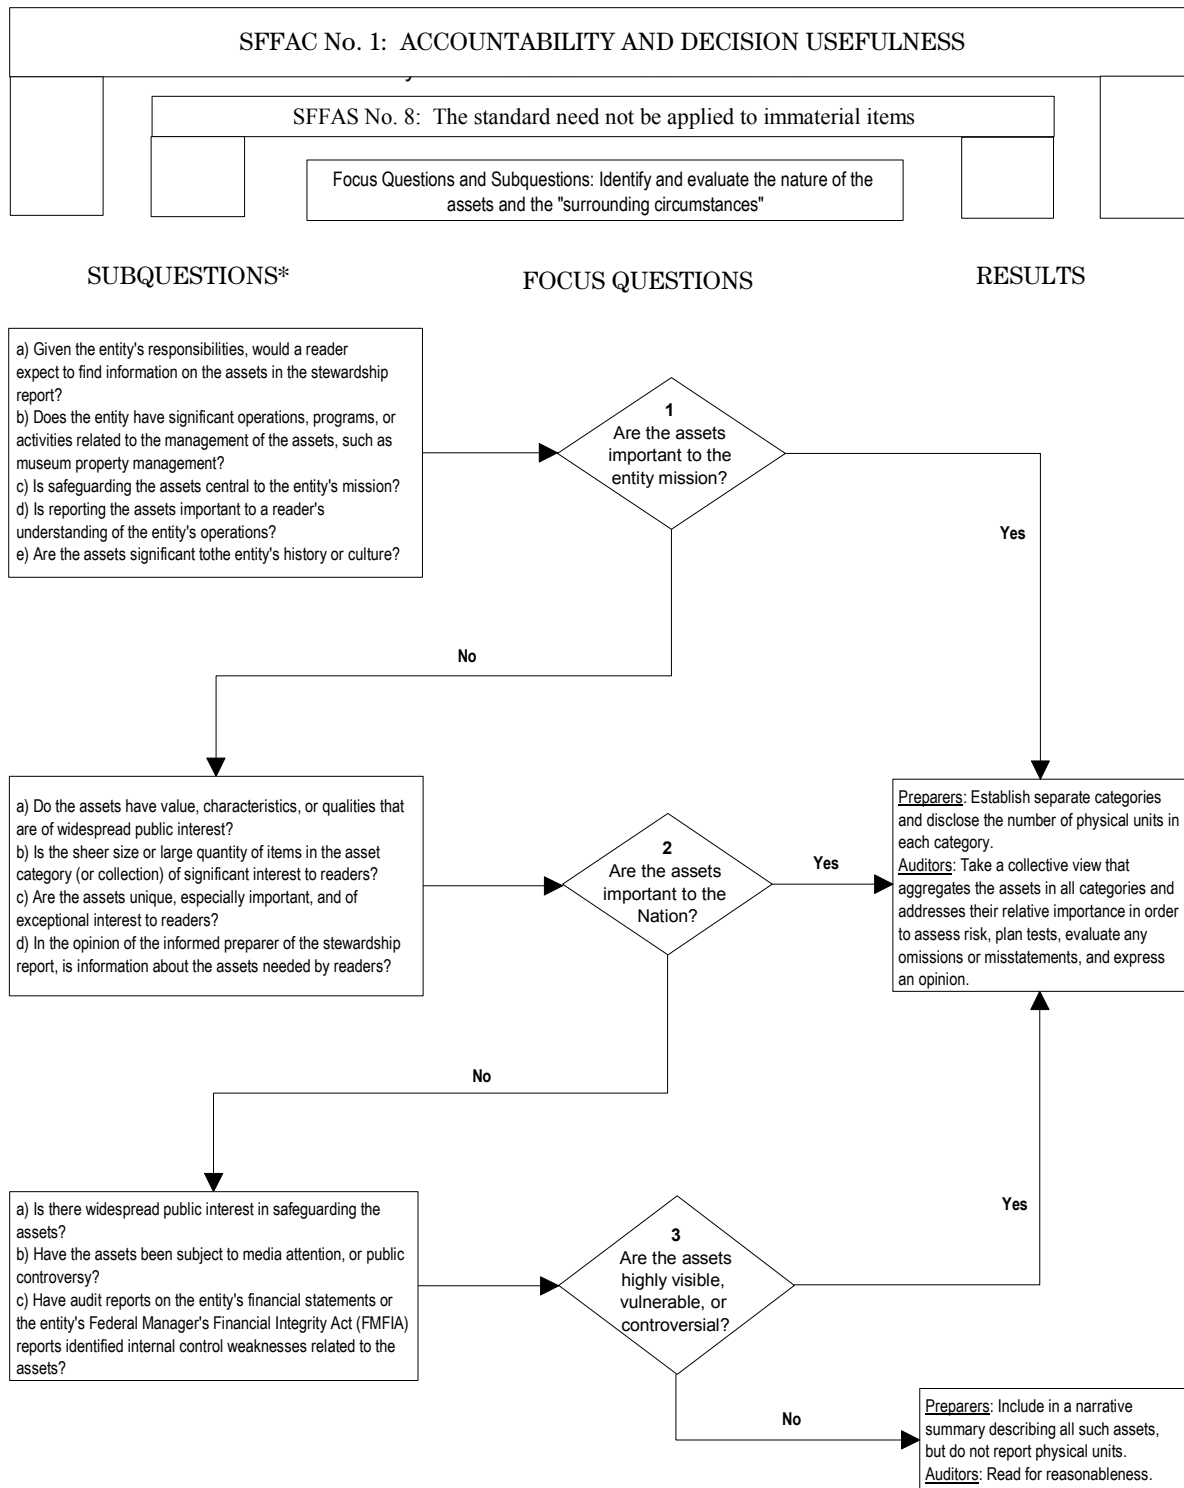 SFFAC No. 1:  ACCOUNTABILITY AND DECISION USEFULNESS
SFFAS No. 8:  The standard need not be applied to immaterial items
Focus Questions and Subquestions: Identify and evaluate the nature of the
assets and the "surrounding circumstances"
SUBQUESTIONS*
FOCUS QUESTIONS
RESULTS
a) Given the entity's responsibilities, would a reader
expect to find information on the assets in the stewardship
report?
b) Does the entity have significant operations, programs, or
activities related to the management of the assets, such as
museum property management?
c) Is safeguarding the assets central to the entity's mission?
d) Is reporting the assets important to a reader's
understanding of the entity's operations?
e) Are the assets significant tothe entity's history or culture?
1
Are the assets
important to the
entity mission?
Yes
No
a) Do the assets have value, characteristics, or qualities that
are of widespread public interest?
b) Is the sheer size or large quantity of items in the asset
category (or collection) of significant interest to readers?
c) Are the assets unique, especially important, and of
exceptional interest to readers?
d) In the opinion of the informed preparer of the stewardship
report, is information about the assets needed by readers?
2
Are the assets
important to the
Nation?
Yes
Preparers: Establish separate categories
and disclose the number of physical units in
each category.
Auditors: Take a collective view that
aggregates the assets in all categories and
addresses their relative importance in order
to assess risk, plan tests, evaluate any
omissions or misstatements, and express
an opinion.
No
a) Is there widespread public interest in safeguarding the
assets?
b) Have the assets been subject to media attention, or public
controversy?
c) Have audit reports on the entity's financial statements or
the entity's Federal Manager's Financial Integrity Act (FMFIA)
reports identified internal control weaknesses related to the
assets?
3
Are the assets
highly visible,
vulnerable, or
controversial?
Yes
No
Preparers: Include in a narrative
summary describing all such assets,
but do not report physical units.
Auditors: Read for reasonableness.